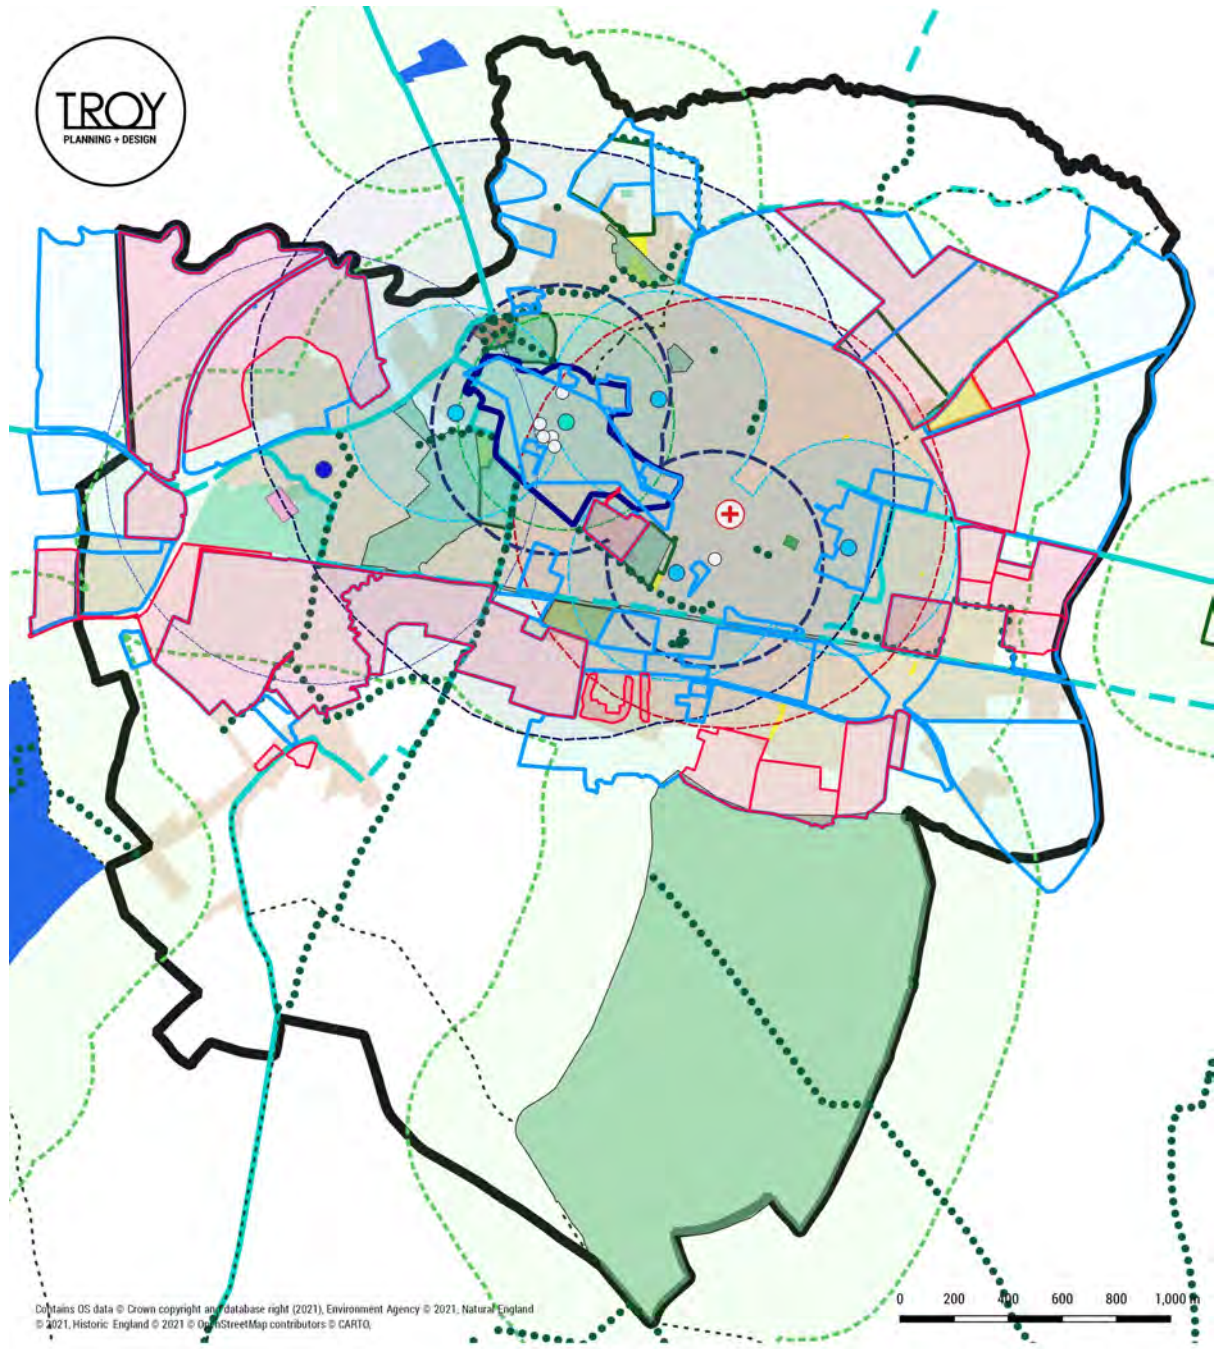 TROY
PLANNING + DESIGN
Contains OS data © Crown copyright and database right (2021), Environment Agency © 2021, Natural England
© 2021, Historic England © 2021 © OpenStreetMap contributors © CARTO,
0 200 400 600 800 1,000 m